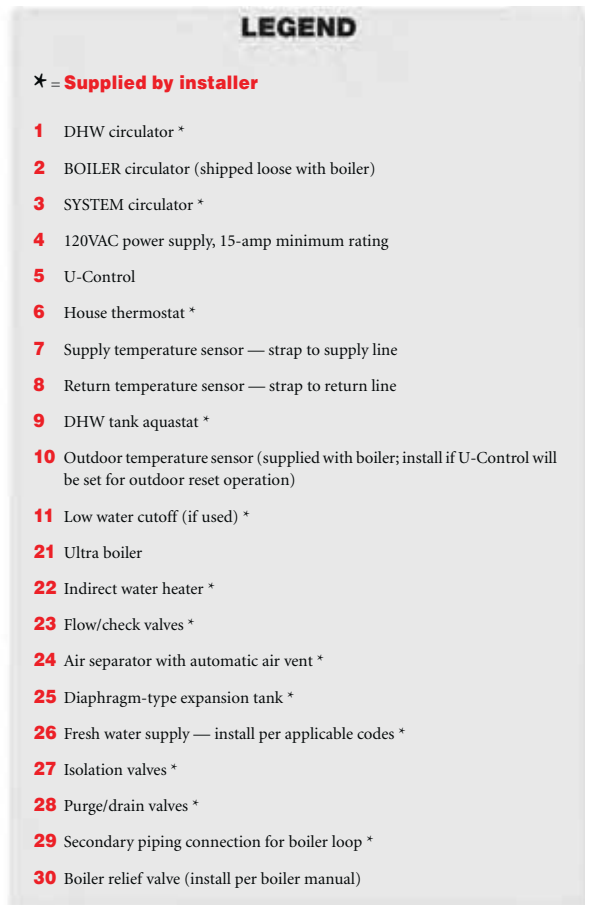 LEGEND
* = Supplied by installer
1 DHW circulator *
2 BOILER circulator (shipped loose with boiler)
3 SYSTEM circulator *
4 120VAC power supply, 15-amp minimum rating
5 U-Control
6 House thermostat *
7 Supply temperature sensor — strap to supply line
8 Return temperature sensor — strap to return line
9 DHW tank aquastat *
10 Outdoor temperature sensor (supplied with boiler; install if U-Control will
be set for outdoor reset operation)
11 Low water cutoff (if used) *
21 Ultra boiler
22 Indirect water heater *
23 Flow/check valves *
24 Air separator with automatic air vent *
25 Diaphragm-type expansion tank *
26 Fresh water supply — install per applicable codes *
27 Isolation valves *
28 Purge/drain valves *
29 Secondary piping connection for boiler loop *
30 Boiler relief valve (install per boiler manual)